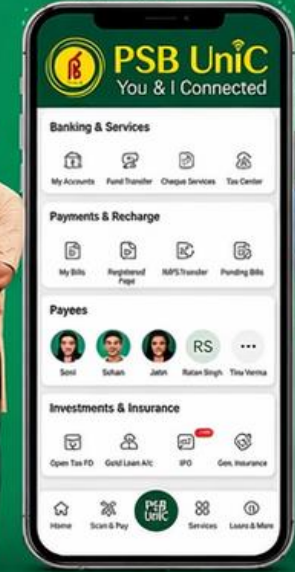 PSB UniC
You & I Connected
Banking & Services
My Accounts Fund Transfer Cheque Services Tax Center
Payments & Recharge
My Bills Registered IMPS Transfer Pending Bills
Payees
RS ...
Soni Sohan Jatin Ratan Singh Tinu Verma
Investments & Insurance
Open Tax FD Gold Loan A/c IPO Gen. Insurance
PSB
UnIC
Home Scan & Pay Services Loans & More